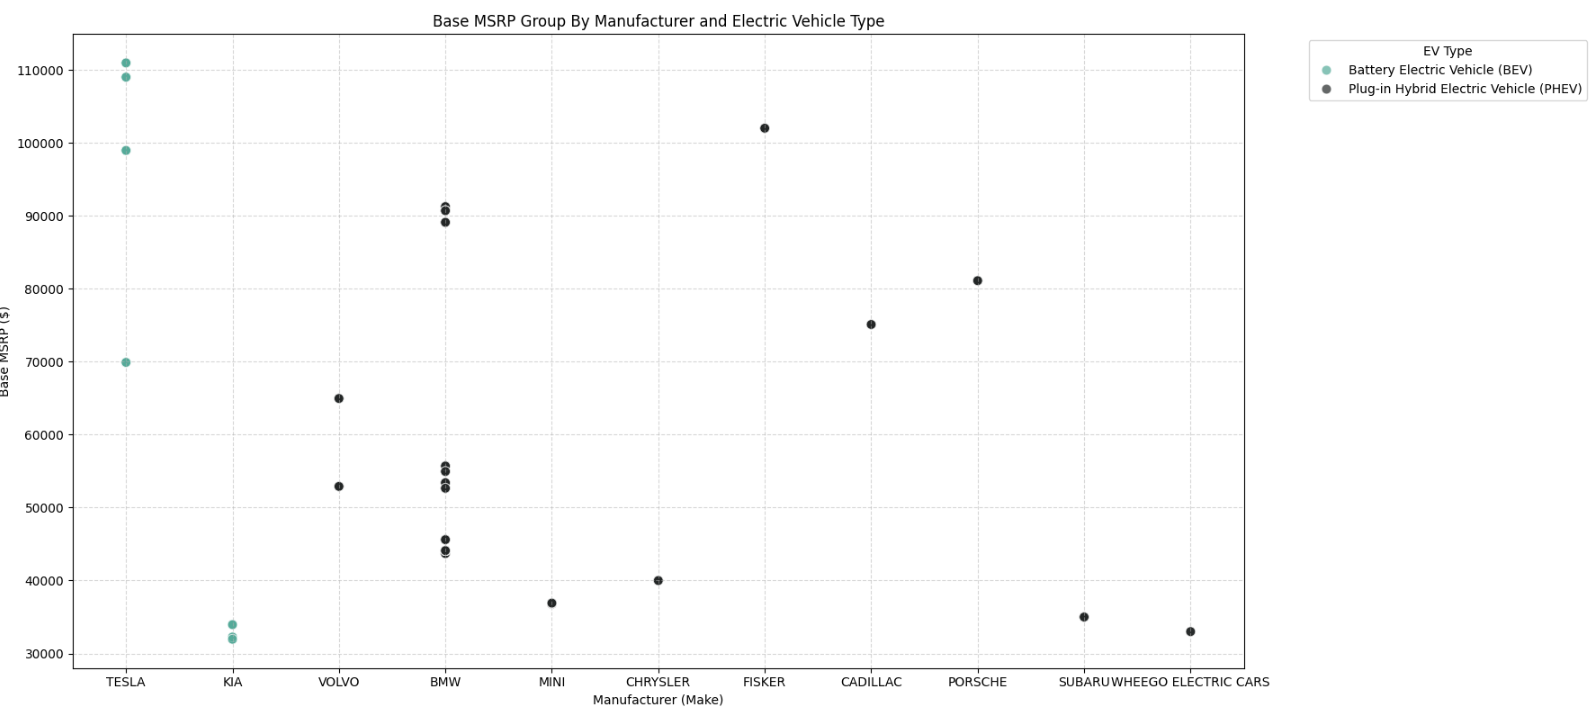 Base MSRP Group By Manufacturer and Electric Vehicle Type
EV Type
Battery Electric Vehicle (BEV)
Plug-in Hybrid Electric Vehicle (PHEV)
Base MSRP ($)
110000
100000
90000
80000
70000
60000
50000
40000
30000
TESLA KIA VOLVO BMW MINI CHRYSLER FISKER CADILLAC PORSCHE SUBARU WHEEGO ELECTRIC CARS
Manufacturer (Make)